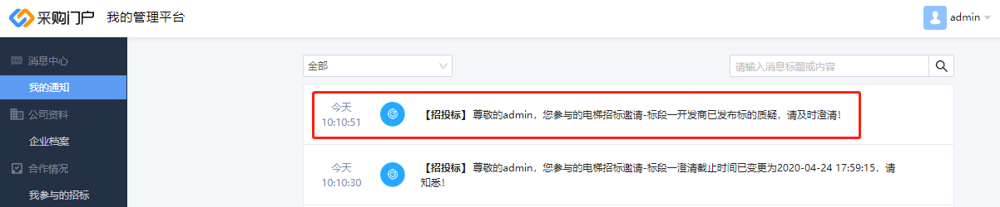 采购门户 我的管理平台 admin
消息中心
我的通知
公司资料
企业档案
合作情况
我参与的招标
全部
请输入消息标题或内容
今天
10:10:51
【招投标】尊敬的admin，您参与的电梯招标邀请-标段一开发商已发布标的质疑，请及时澄清！
今天
10:10:30
【招投标】尊敬的admin，您参与的电梯招标邀请-标段一澄清截止时间已变更为2020-04-24 17:59:15，请
知悉！